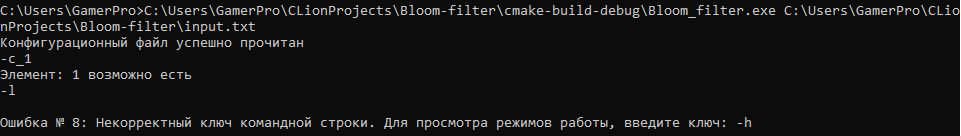 C:\Users\GamerPro>C:\Users\GamerPro\CLionProjects\Bloom-filter\cmake-build-debug\Bloom_filter.exe C:\Users\GamerPro\CLio
nProjects\Bloom-filter\input.txt
Конфигурационный файл успешно прочитан
-c_1
Элемент: 1 возможно есть
-l
Ошибка № 8: Некорректный ключ командной строки. Для просмотра режимов работы, введите ключ: -h